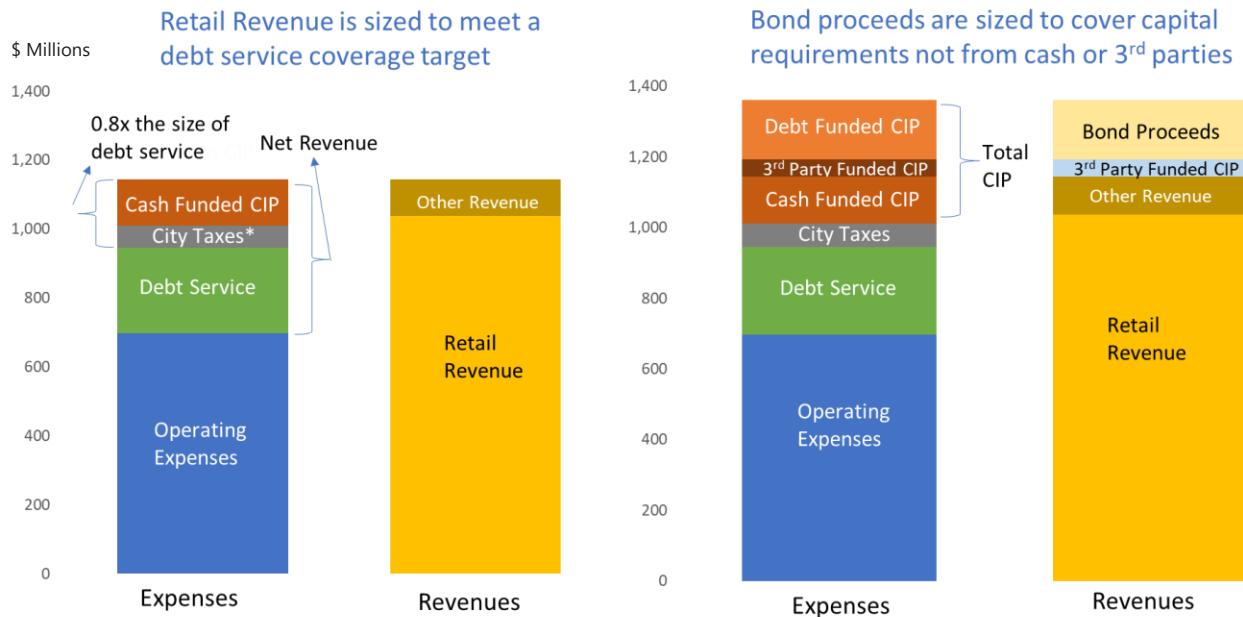 Retail Revenue is sized to meet a
debt service coverage target
$ Millions
1,400
1,200
1,000
800
600
400
200
0
0.8x the size of
debt service
Net Revenue
Cash Funded CIP
City Taxes*
Debt Service
Operating
Expenses
Other Revenue
Retail
Revenue
Expenses
Revenues
Bond proceeds are sized to cover capital
requirements not from cash or 3rd parties
1,400
1,200
1,000
800
600
400
200
0
Debt Funded CIP
3rd Party Funded CIP
Cash Funded CIP
City Taxes
Debt Service
Operating
Expenses
Total
CIP
Bond Proceeds
3rd Party Funded CIP
Other Revenue
Retail
Revenue
Expenses
Revenues